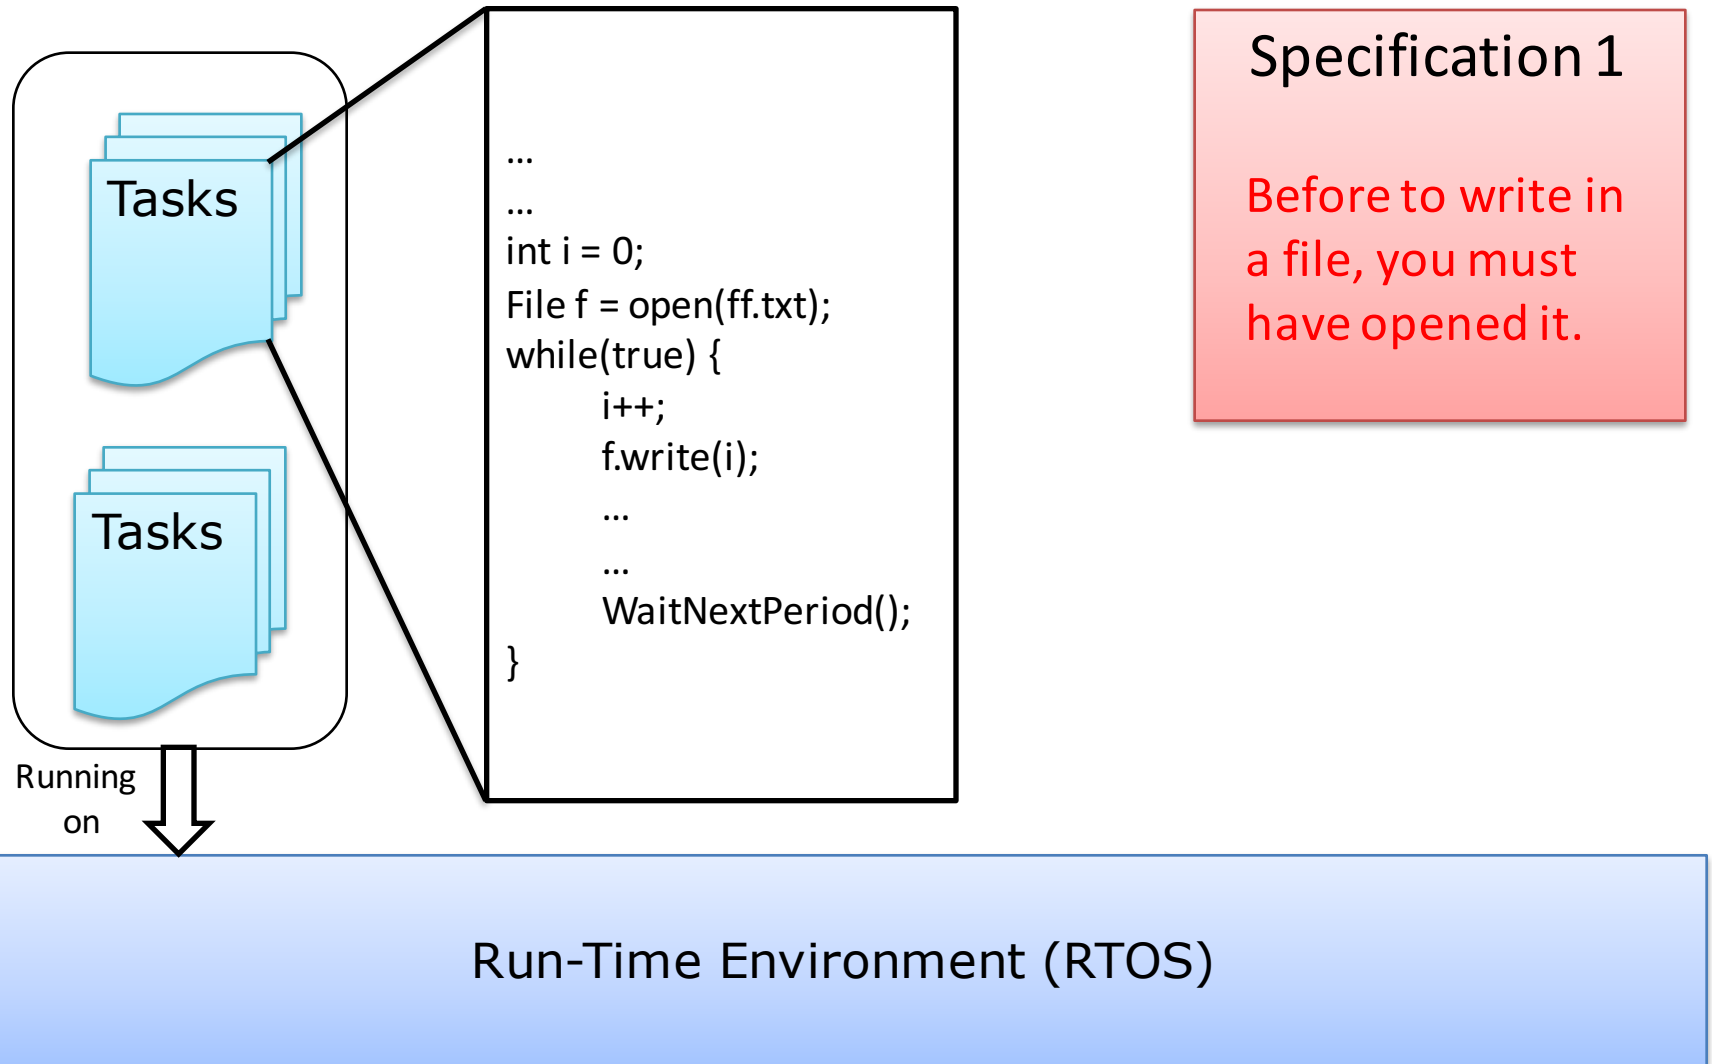 Tasks
Tasks
Running
on
…
…
int i = 0;
File f = open(ff.txt);
while(true) {
i++;
f.write(i);
…
…
WaitNextPeriod();
}
Specification 1
Before to write in
a file, you must
have opened it.
Run-Time Environment (RTOS)